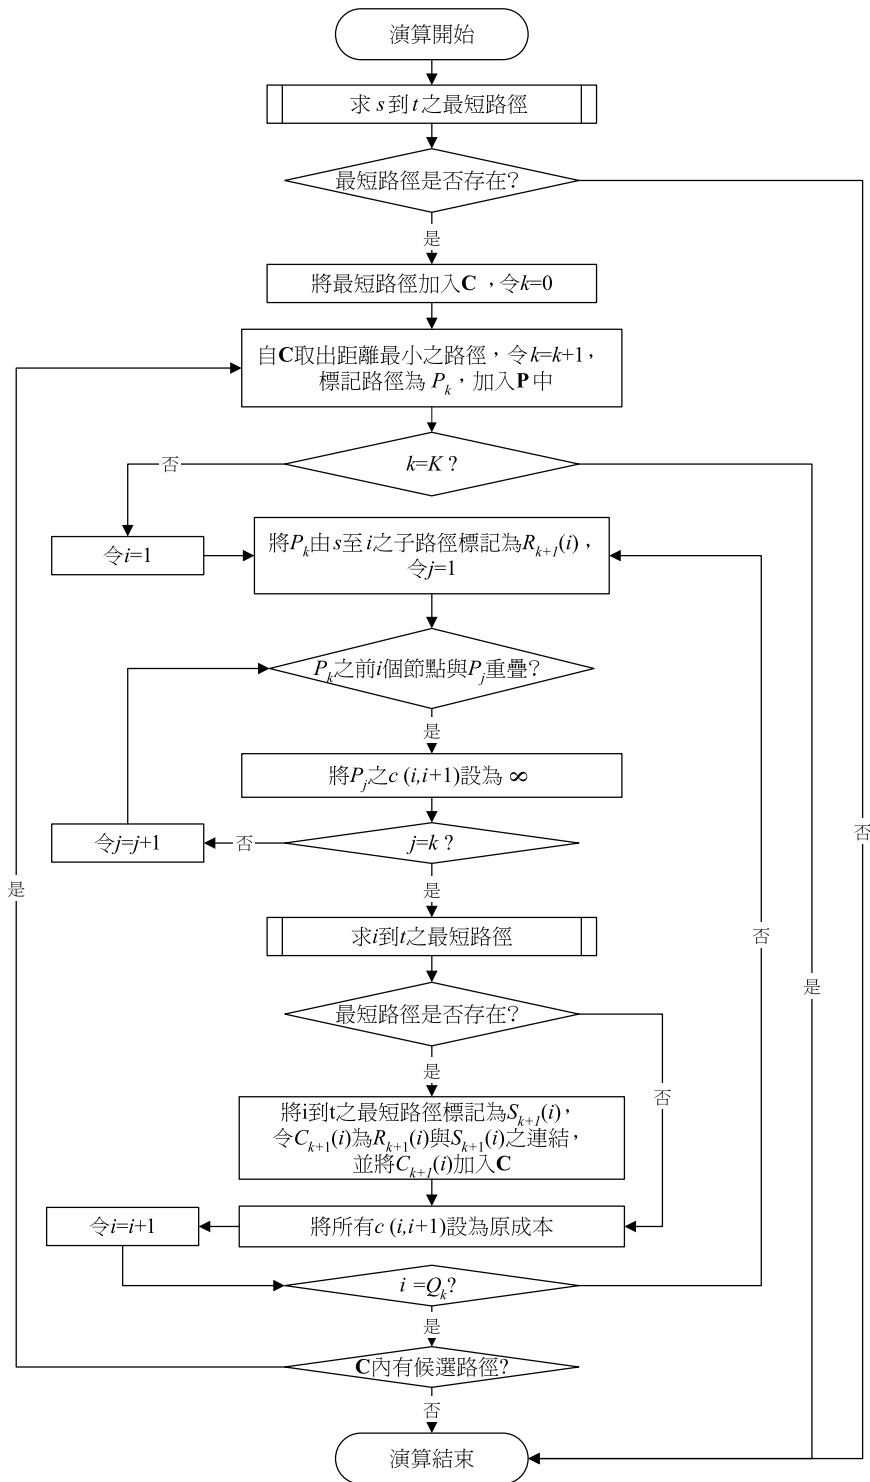 演算開始
求 s 到 t 之最短路徑
最短路徑是否存在?
是
將最短路徑加入C ,令k=0
自C取出距離最小之路徑,令 k=k+1,
標記路徑為 P_k,加入P 中
k=K ?
否
令i=1
將P_k由 s 至 i 之子路徑標記為R_{k+1}(i),
令j=1
P_k之前i個節點與P_j重疊?
是
將P_j之c (i,i+1)設為 ∞
j=k ?
否
令j=j+1
否
是
是
求i到t之最短路徑
否
是
最短路徑是否存在?
是
否
將i到t之最短路徑標記為S_{k+1}(i),
令C_{k+1}(i)為R_{k+1}(i)與S_{k+1}(i)之連結,
並將C_{k+1}(i)加入C
將所有c (i,i+1)設為原成本
令i=i+1
i =Q_k?
是
C內有候選路徑?
否
演算結束